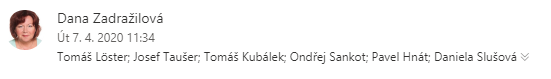 Dana Zadražilová
Út 7. 4. 2020 11:34
Tomáš Löster; Josef Taušer; Tomáš Kubálek; Ondřej Sankot; Pavel Hnát; Daniela Slušová